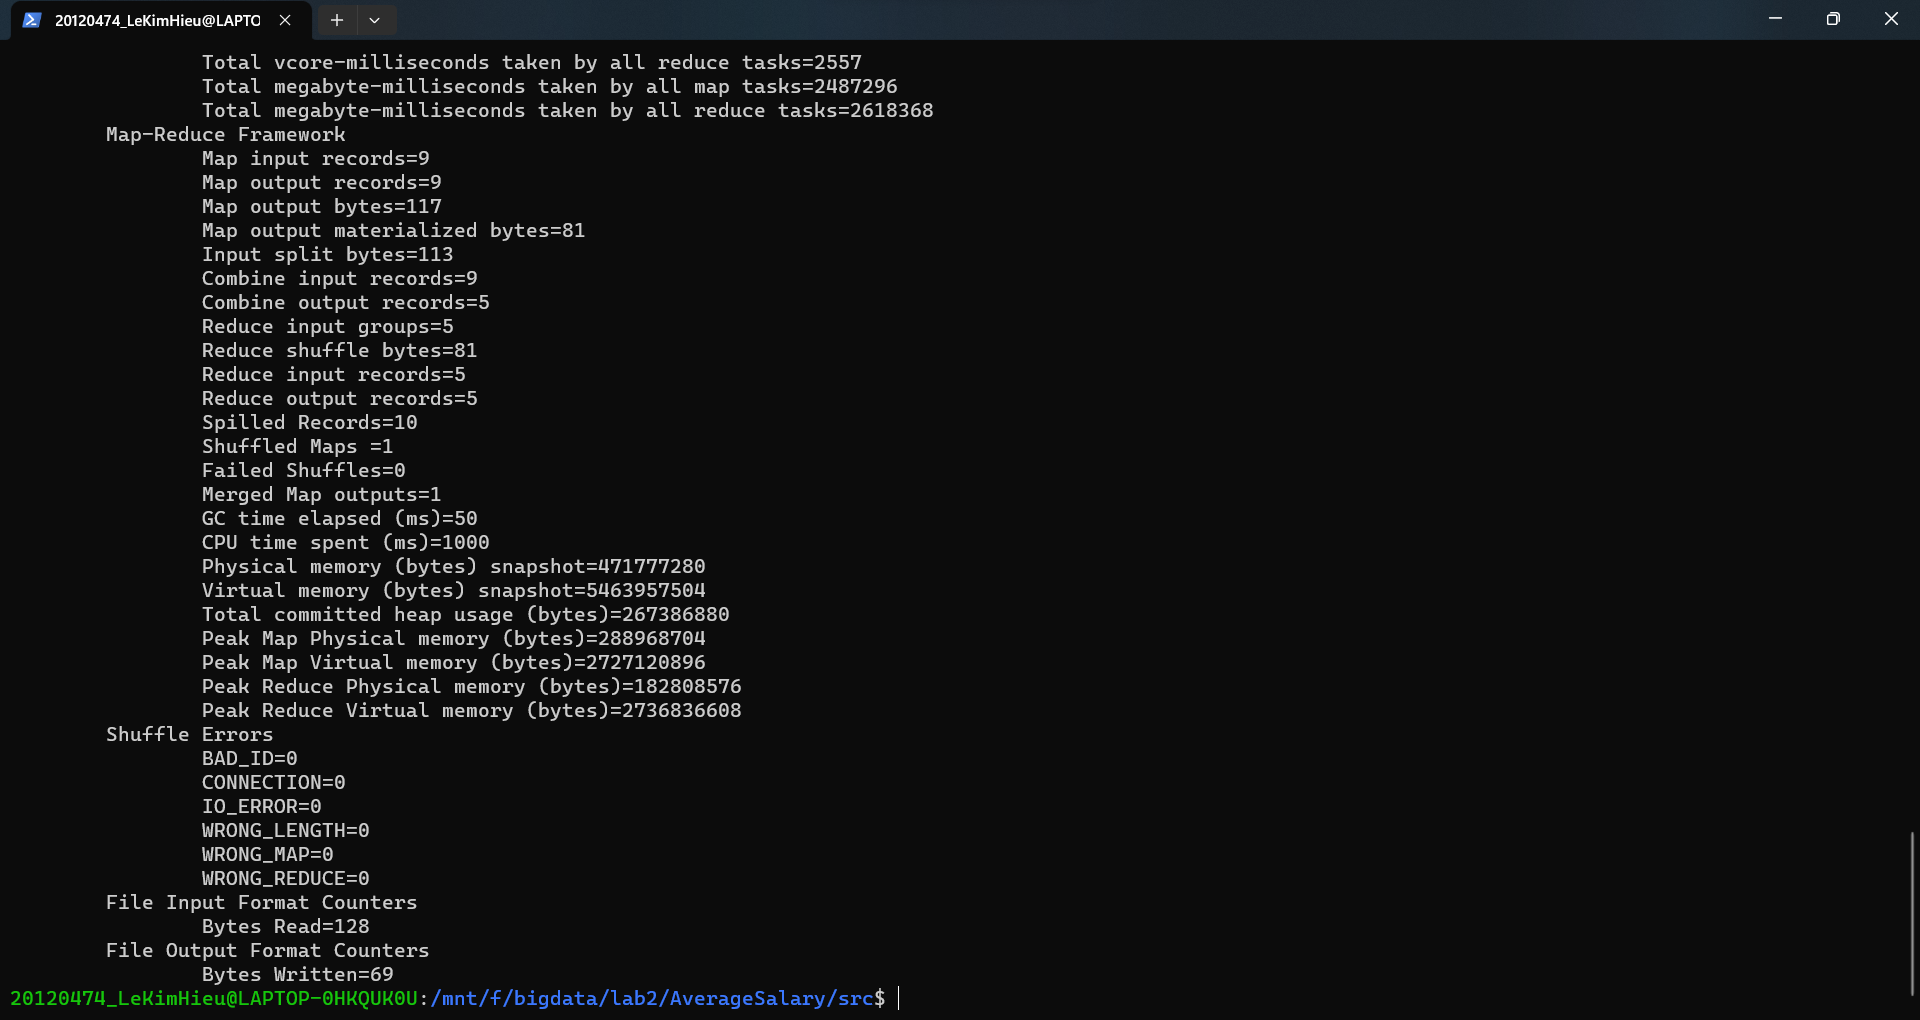 20120474_LeKimHieu@LAPTO
Total vcore-milliseconds taken by all reduce tasks=2557
Total megabyte-milliseconds taken by all map tasks=2487296
Total megabyte-milliseconds taken by all reduce tasks=2618368
Map-Reduce Framework
Map input records=9
Map output records=9
Map output bytes=117
Map output materialized bytes=81
Input split bytes=113
Combine input records=9
Combine output records=5
Reduce input groups=5
Reduce shuffle bytes=81
Reduce input records=5
Reduce output records=5
Spilled Records=10
Shuffled Maps =1
Failed Shuffles=0
Merged Map outputs=1
GC time elapsed (ms)=50
CPU time spent (ms)=1000
Physical memory (bytes) snapshot=471777280
Virtual memory (bytes) snapshot=5463957504
Total committed heap usage (bytes)=267386880
Peak Map Physical memory (bytes)=288968704
Peak Map Virtual memory (bytes)=2727120896
Peak Reduce Physical memory (bytes)=182808576
Peak Reduce Virtual memory (bytes)=2736836608
Shuffle Errors
BAD_ID=0
CONNECTION=0
IO_ERROR=0
WRONG_LENGTH=0
WRONG_MAP=0
WRONG_REDUCE=0
File Input Format Counters
Bytes Read=128
File Output Format Counters
Bytes Written=69
20120474_LeKimHieu@LAPTOP-0HKQUK0U:/mnt/f/bigdata/lab2/AverageSalary/src$